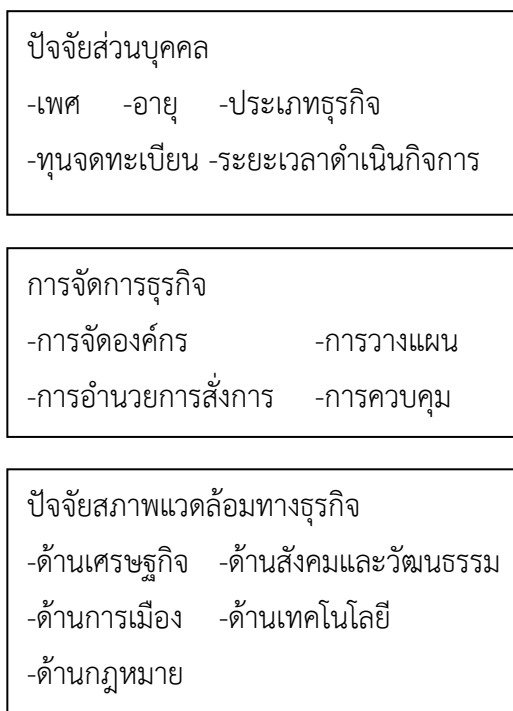 ปัจจัยส่วนบุคคล
-เพศ -อายุ -ประเภทธุรกิจ
-ทุนจดทะเบียน -ระยะเวลาดำเนินกิจการ
การจัดการธุรกิจ
-การจัดองค์กร -การวางแผน
-การอำนวยการสั่งการ -การควบคุม
ปัจจัยสภาพแวดล้อมทางธุรกิจ
-ด้านเศรษฐกิจ -ด้านสังคมและวัฒนธรรม
-ด้านการเมือง -ด้านเทคโนโลยี
-ด้านกฎหมาย